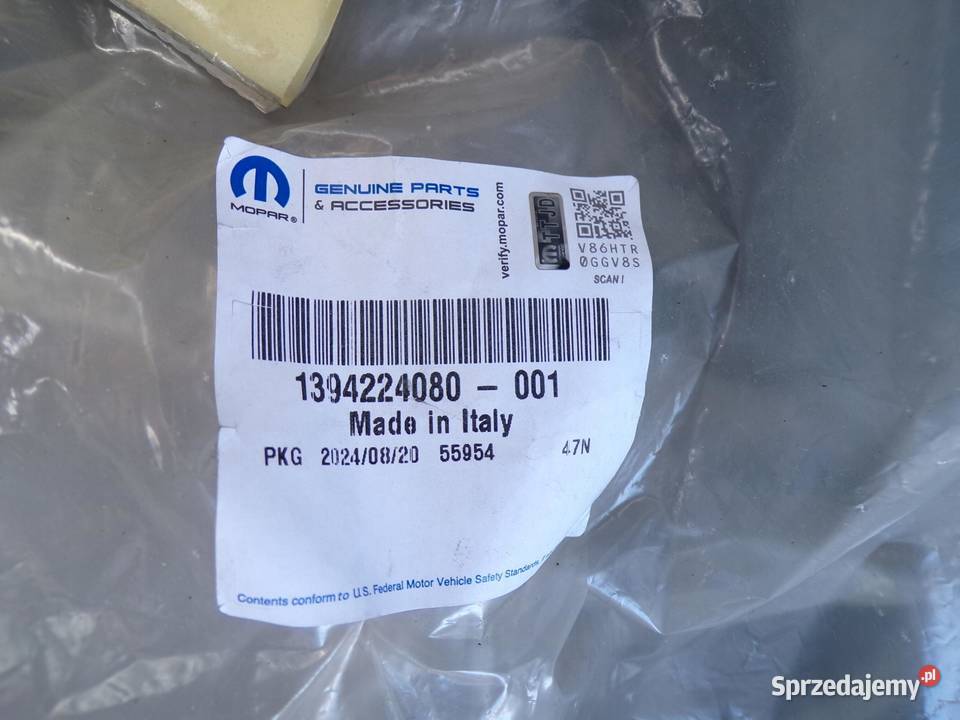 MOPAR®
GENUINE PARTS
& ACCESSORIES
verify.mopar.com
MTTJD
V86HTR
0GGV8S
SCAN!
1394224080 - 001
Made in Italy
PKG 2024/08/20 55954 47N
Contents conform to U.S. Federal Motor Vehicle Safety Standards,
Sprzedajemy.pl